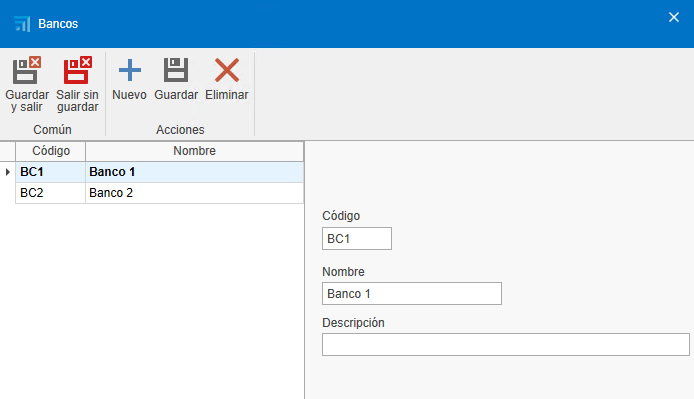 Bancos
Guardar y salir
Salir sin guardar
Nuevo
Guardar
Eliminar
Común
Acciones
Código Nombre
BC1 Banco 1
BC2 Banco 2
Código
BC1
Nombre
Banco 1
Descripción